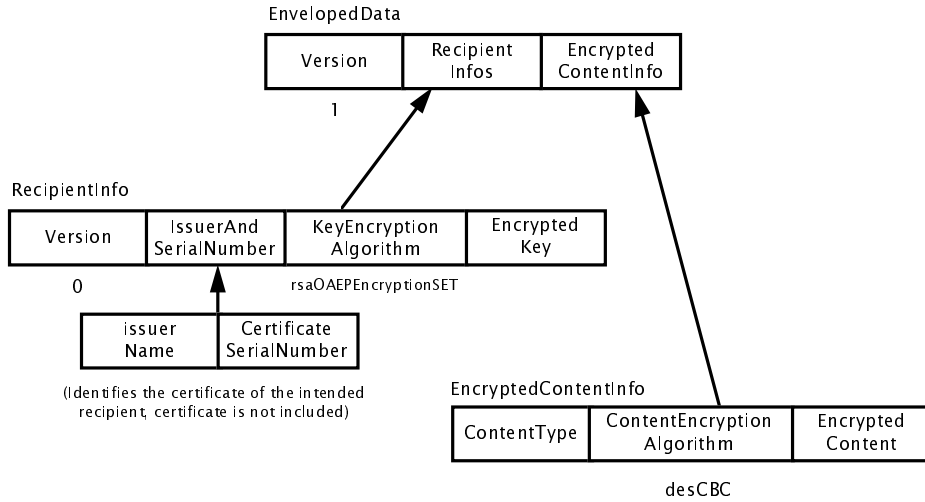 EnvelopedData
Version
Recipient
Infos
Encrypted
ContentInfo
1
RecipientInfo
Version
IssuerAnd
SerialNumber
KeyEncryption
Algorithm
Encrypted
Key
0
rsaOAEPEncryptionSET
issuer
Name
Certificate
SerialNumber
(Identifies the certificate of the intended
recipient, certificate is not included)
EncryptedContentInfo
ContentType
ContentEncryption
Algorithm
Encrypted
Content
desCBC